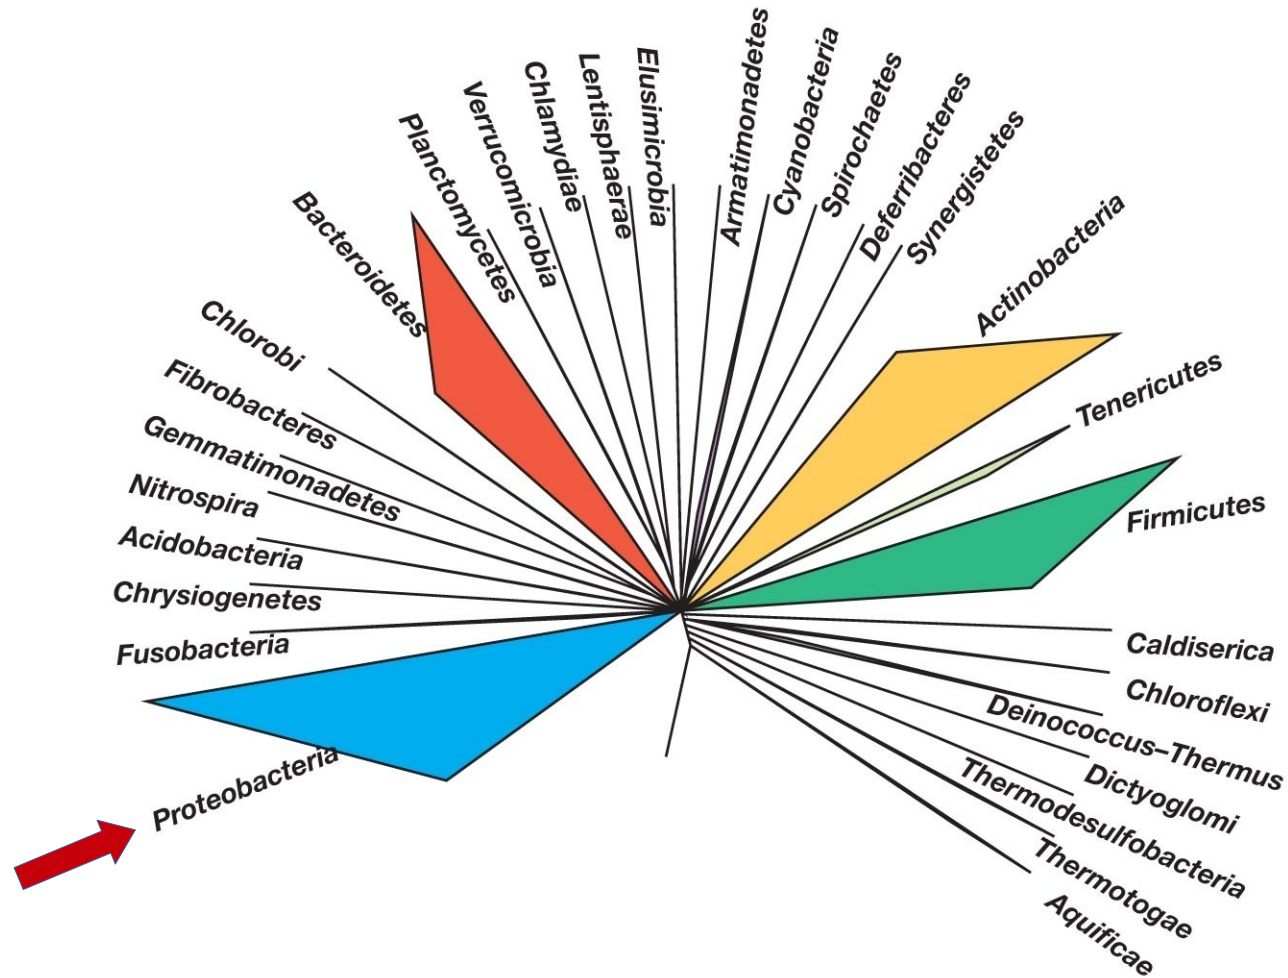 Proteobacteria
Fusobacteria
Chrysiogenetes
Acidobacteria
Nitrospira
Gemmatimonadetes
Fibrobacteres
Chlorobi
Bacteroidetes
Planctomycetes
Verrucomicrobia
Chlamydiae
Lentisphaerae
Elusimicrobia
Armatimonadetes
Cyanobacteria
Spirochaetes
Deferribacteres
Synergistetes
Actinobacteria
Tenericutes
Firmicutes
Caldiserica
Chloroflexi
Deinococcus–Thermus
Dictyoglomi
Thermodesulfobacteria
Thermotogae
Aquificae